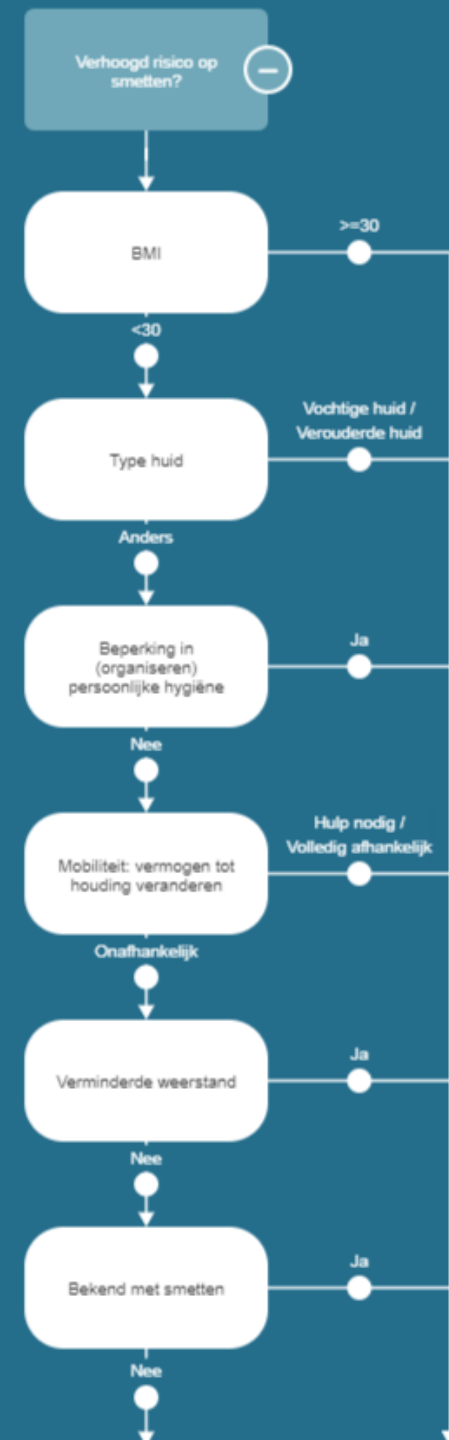 Verhoogd risico op
smetten?
BMI
>=30
<30
Type huid
Vochtige huid /
Verouderde huid
Anders
Beperking in
(organiseren)
persoonlijke hygiëne
Ja
Nee
Mobiliteit: vermogen tot
houding veranderen
Hulp nodig /
Volledig afhankelijk
Onafhankelijk
Verminderde weerstand
Ja
Nee
Bekend met smetten
Ja
Nee